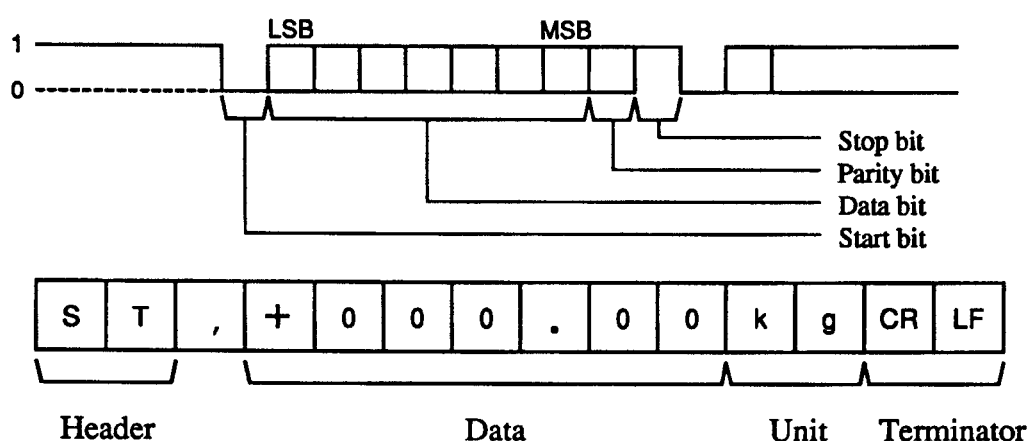 LSB MSB
1
0
Stop bit
Parity bit
Data bit
Start bit
S T , + 0 0 0 . 0 0 k g CR LF
Header Data Unit Terminator